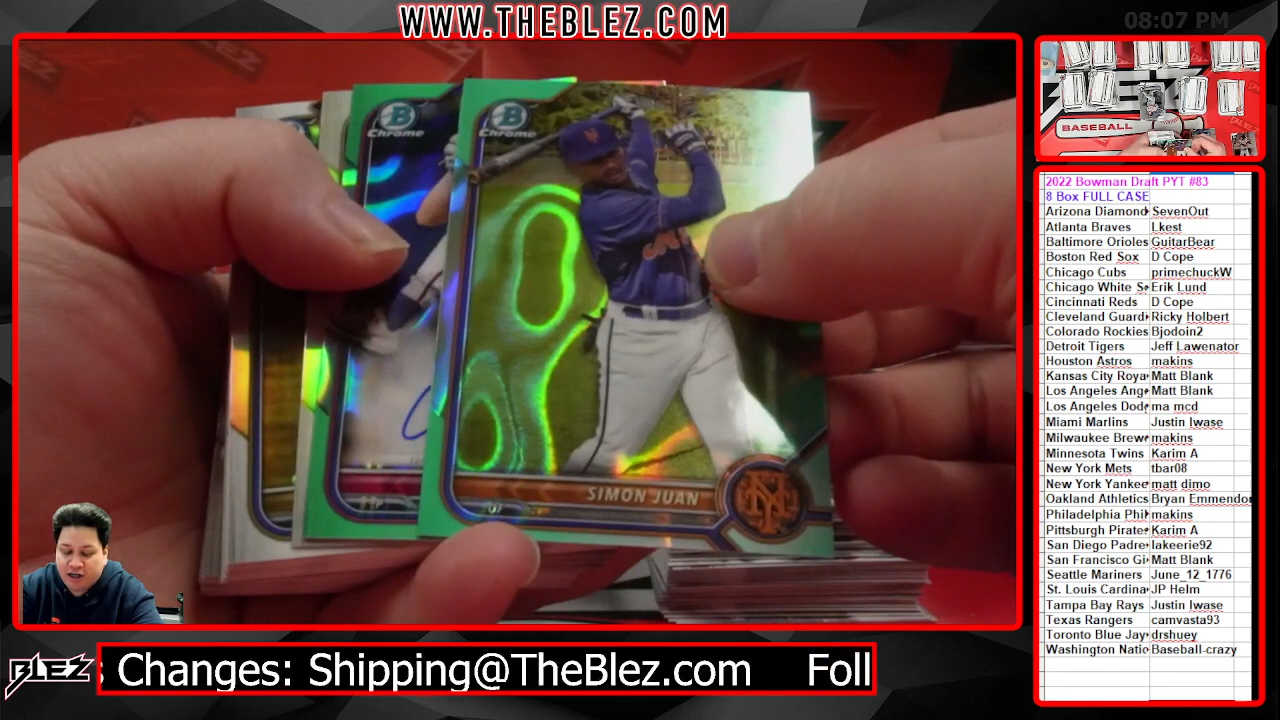 WWW.THEBLEZ.COM
08:07 PM
B
Chrome
B
Chrome
SIMON JUAN
OF
NY
BASEBALL
2022 Bowman Draft PYT #83
8 Box FULL CASE
Arizona Diamond SevenOut
Atlanta Braves Lkest
Baltimore Orioles GuitarBear
Boston Red Sox D Cope
Chicago Cubs primechuckW
Chicago White S Erik Lund
Cincinnati Reds D Cope
Cleveland Guard Ricky Holbert
Colorado Rockies Bjodoin2
Detroit Tigers Jeff Lawenator
Houston Astros makins
Kansas City Roya Matt Blank
Los Angeles Ang Matt Blank
Los Angeles Dod ma mcd
Miami Marlins Justin Iwase
Milwaukee Brew makins
Minnesota Twins Karim A
New York Mets tbar08
New York Yankee matt dimo
Oakland Athletics Bryan Emmendor
Philadelphia Phi makins
Pittsburgh Pirate Karim A
San Diego Padre lakeerie92
San Francisco Gi Matt Blank
Seattle Mariners June_12_1776
St. Louis Cardina JP Helm
Tampa Bay Rays Justin Iwase
Texas Rangers camvasta93
Toronto Blue Jay drshuey
Washington Natio Baseball-crazy
BLEZ
Changes: Shipping@TheBlez.com Foll